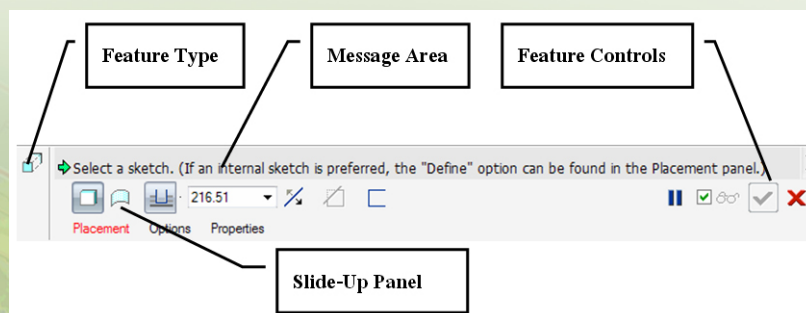 Feature Type
Message Area
Feature Controls
Select a sketch. (If an internal sketch is preferred, the "Define" option can be found in the Placement panel.)
216.51
Placement Options Properties
Slide-Up Panel